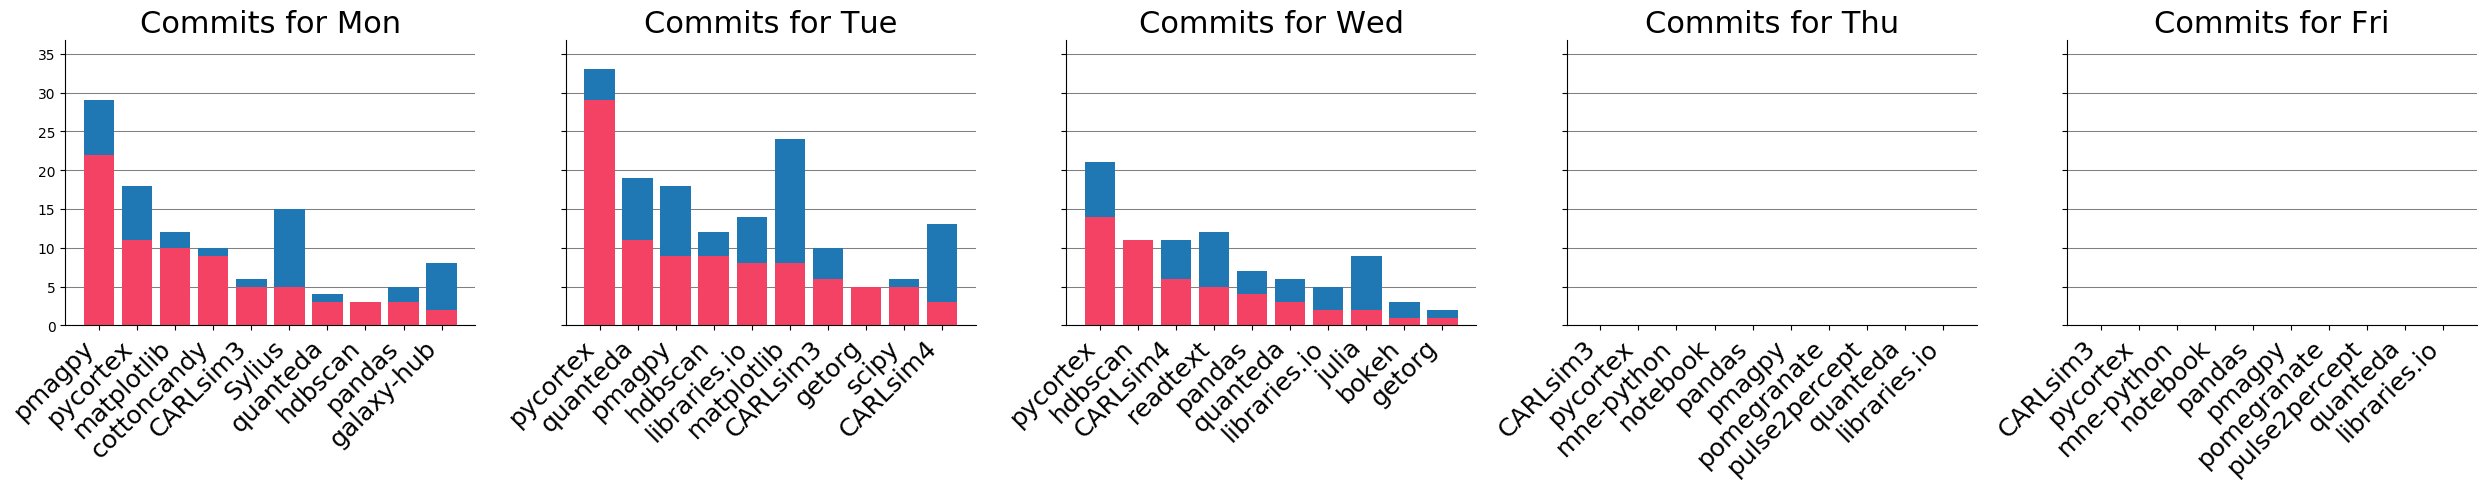 Commits for Mon
Commits for Tue
Commits for Wed
Commits for Thu
Commits for Fri
35
30
25
20
15
10
5
0
pmagpy
pycortex
matplotlib
cottoncandy
CARLsim3
Sylius
quanteda
hdbscan
pandas
galaxy-hub
pycortex
quanteda
pmagpy
hdbscan
libraries.io
matplotlib
CARLsim3
getorg
scipy
CARLsim4
pycortex
hdbscan
CARLsim4
readtext
pandas
quanteda
libraries.io
julia
bokeh
getorg
CARLsim3
pycortex
mne-python
notebook
pandas
pmagpy
pomegranate
pulse2percept
quanteda
libraries.io
CARLsim3
pycortex
mne-python
notebook
pandas
pmagpy
pomegranate
pulse2percept
quanteda
libraries.io